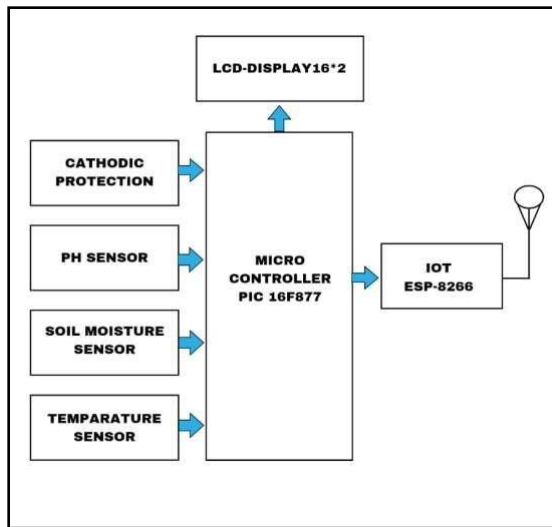 LCD-DISPLAY16*2
CATHODIC
PROTECTION
PH SENSOR
SOIL MOISTURE
SENSOR
TEMPARATURE
SENSOR
MICRO
CONTROLLER
PIC 16F877
IOT
ESP-8266